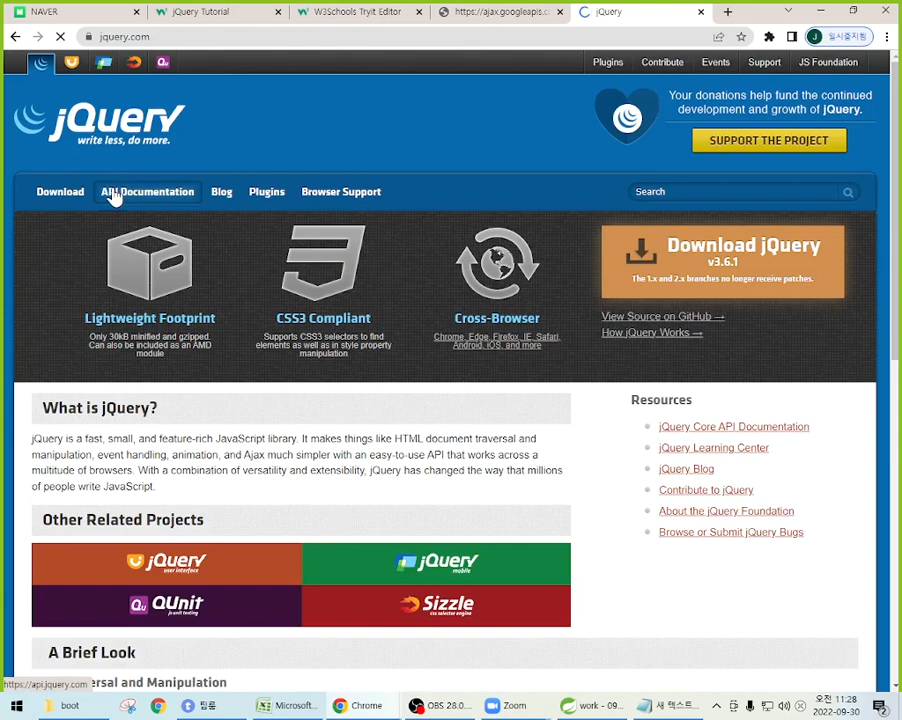 NAVER
jQuery Tutorial
W3Schools Tryit Editor
https://ajax.googleapis.c
jQuery
jquery.com
일시중지됨
Plugins
Contribute
Events
Support
JS Foundation
jQuery
write less, do more.
Your donations help fund the continued
development and growth of jQuery.
SUPPORT THE PROJECT
Download
API Documentation
Blog
Plugins
Browser Support
Search
Lightweight Footprint
Only 30kB minified and gzipped.
Can also be included as an AMD
module
CSS3 Compliant
Supports CSS3 selectors to find
elements as well as in style property
manipulation
Cross-Browser
Chrome, Edge, Firefox, IE, Safari,
Android, iOS, and more
Download jQuery
v3.6.1
The 1.x and 2.x branches no longer receive patches.
View Source on GitHub →
How jQuery Works →
What is jQuery?
jQuery is a fast, small, and feature-rich JavaScript library. It makes things like HTML document traversal and
manipulation, event handling, animation, and Ajax much simpler with an easy-to-use API that works across a
multitude of browsers. With a combination of versatility and extensibility, jQuery has changed the way that millions
of people write JavaScript.
Resources
jQuery Core API Documentation
jQuery Learning Center
jQuery Blog
Contribute to jQuery
About the jQuery Foundation
Browse or Submit jQuery Bugs
Other Related Projects
jQuery
user interface
jQuery
mobile
QUnit
js unit testing
Sizzle
css selector engine
A Brief Look
ersal and Manipulation
https://api.jquery.com
boot
팀룸
Microsoft...
Chrome
OBS 28.0...
Zoom
work - 09...
새 텍스트...
오전 11:28
2022-09-30